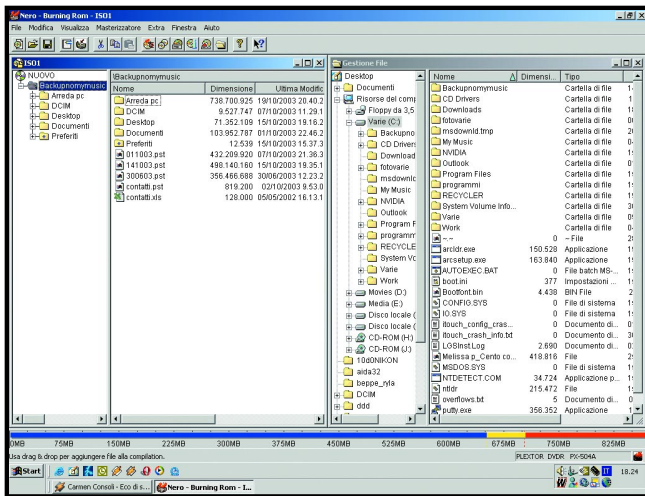 Nero - Burning Rom - ISO1
File Modifica Visualizza Masterizzatore Extra Finestra Aiuto
ISO1
NUOVO
Backupnomymusic
Arreda pc
DCIM
Desktop
Documenti
Preferiti
\Backupnomymusic
Nome Dimensione Ultima Modific
Arreda pc 738.700.925 19/10/2003 20.40.2
DCIM 9.527.747 07/10/2003 11.29.1
Desktop 71.352.109 15/10/2003 19.16.2
Documenti 103.952.787 01/10/2003 22.46.2
Preferiti 12.539 15/10/2003 15.37.3
011003.pst 432.209.920 07/10/2003 21.36.3
141003.pst 498.140.160 15/10/2003 19.35.1
300603.pst 356.466.688 30/06/2003 12.23.2
contatti.pst 819.200 02/10/2003 9.53.0
contatti.xls 128.000 05/05/2002 16.13.1
Gestione File
Desktop
Documenti
Risorse del comp
Floppy da 3,5
Varie (C:)
Backupno
CD Drivers
Download
fotovarie
msdownlc
My Music
NVIDIA
Outlook
Program F
programm
RECYCLE
System Vo
Varie
Work
Movies (D:)
Media (E:)
Disco locale (
Disco locale (
CD-ROM (H:)
CD-ROM (J:)
10d0NIKON
aida32
beppe_ryla
DCIM
ddd
Nome Dimensi... Tipo
Backupnomymusic Cartella di file
CD Drivers Cartella di file
Downloads Cartella di file
fotovarie Cartella di file
msdownld.tmp Cartella di file
My Music Cartella di file
NVIDIA Cartella di file
Outlook Cartella di file
Program Files Cartella di file
programmi Cartella di file
RECYCLER Cartella di file
System Volume Info... Cartella di file
Varie Cartella di file
Work Cartella di file
~.~ 0 ~ File
arcldr.exe 150.528 Applicazione
arcsetup.exe 163.840 Applicazione
AUTOEXEC.BAT 0 File batch MS-...
boot.ini 377 Impostazioni ...
Bootfont.bin 4.438 BIN File
CONFIG.SYS 0 File di sistema
IO.SYS 0 File di sistema
itouch_config_cras... 0 Documento di...
itouch_crash_info.txt 0 Documento di...
LGSInst.Log 2.690 Documento di...
Melissa p_Cento co... 418.816 File
MSDOS.SYS 0 File di sistema
NTDETECT.COM 34.724 Applicazione p...
ntldr 215.472 File
overflows.txt 5 Documento di...
putty.exe 356.352 Applicazione
0MB 75MB 150MB 225MB 300MB 375MB 450MB 525MB 600MB 675MB 750MB 825MB
Usa drag & drop per aggiungere file alla compilation. PLEXTOR DVDR PX-504A
Start IT 18.24
Carmen Consoli - Eco di s... Nero - Burning Rom - I...